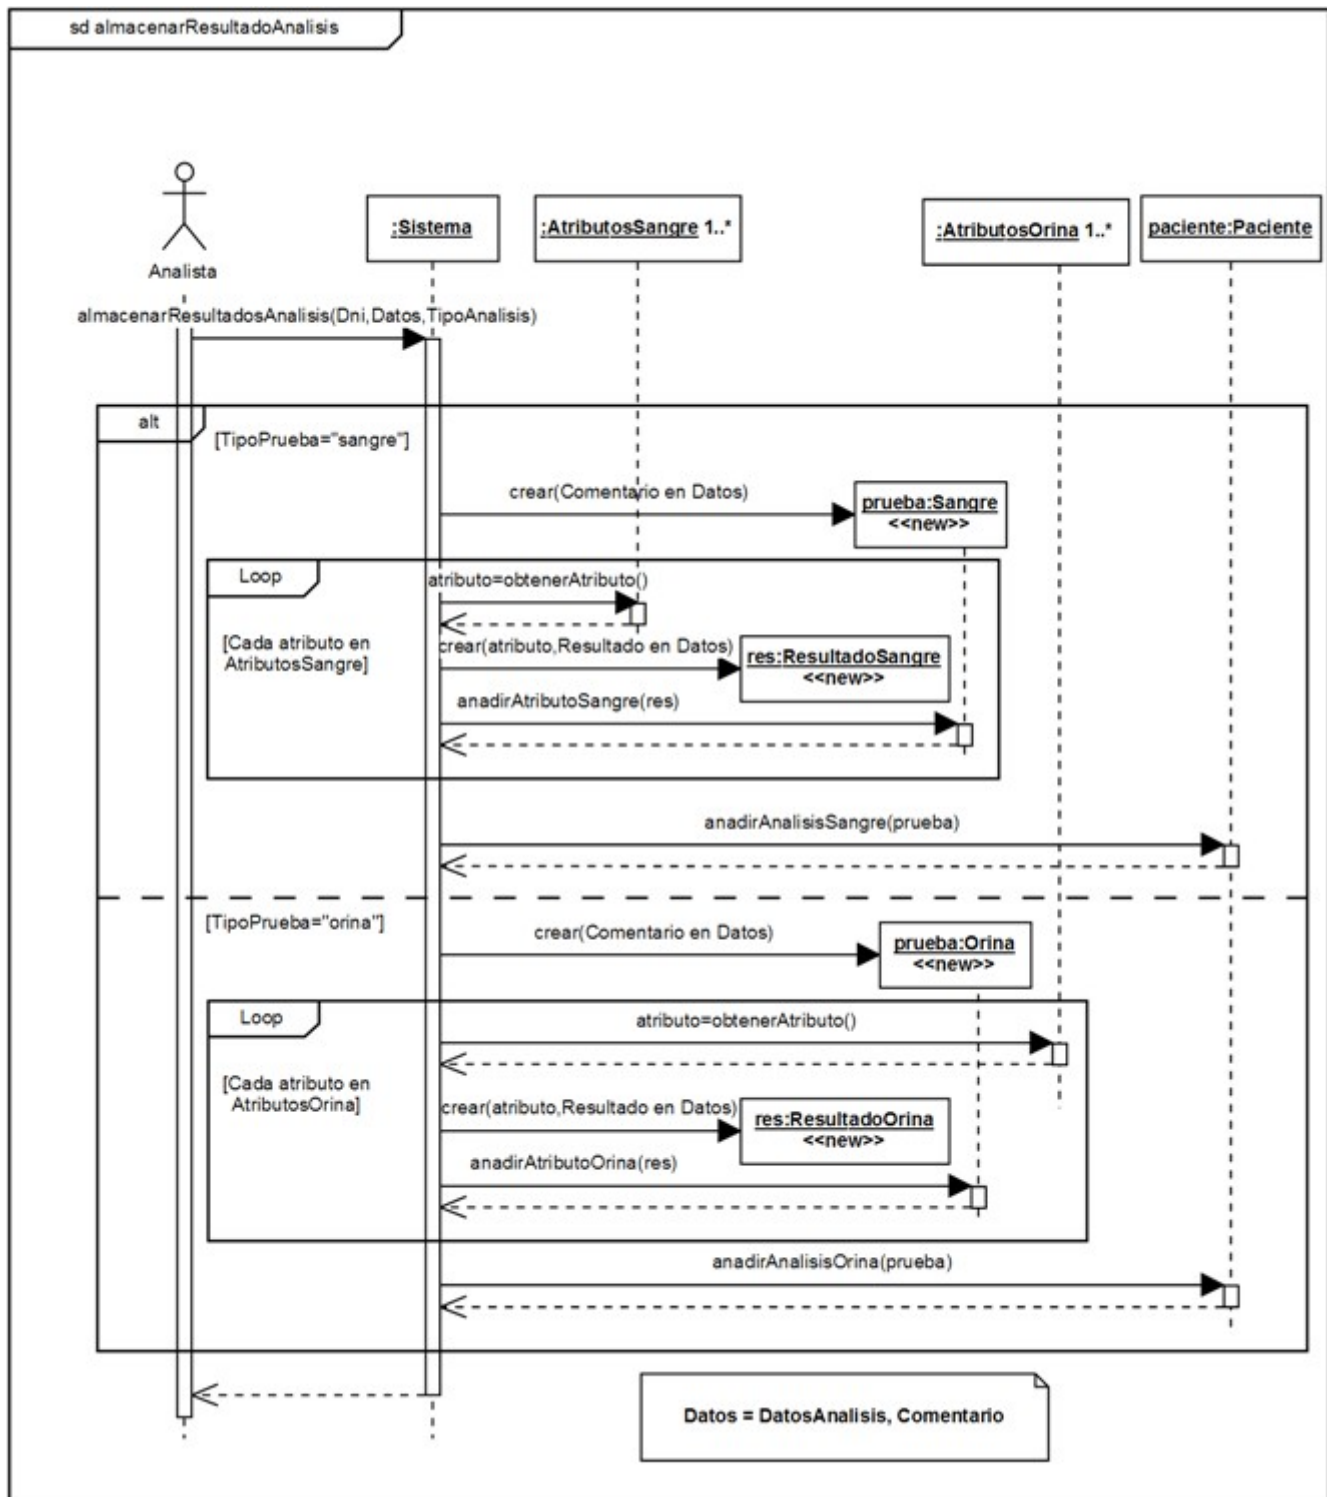 sd almacenarResultadoAnalisis
Analista
:Sistema
:AtributosSangre 1..*
:AtributosOrina 1..*
paciente:Paciente
almacenarResultadosAnalisis(Dni,Datos,TipoAnalisis)
alt
[TipoPrueba="sangre"]
crear(Comentario en Datos)
prueba:Sangre
<<new>>
Loop
atributo=obtenerAtributo()
[Cada atributo en
AtributosSangre]
crear(atributo,Resultado en Datos)
res:ResultadoSangre
<<new>>
anadirAtributoSangre(res)
anadirAnalisisSangre(prueba)
[TipoPrueba="orina"]
crear(Comentario en Datos)
prueba:Orina
<<new>>
Loop
atributo=obtenerAtributo()
[Cada atributo en
AtributosOrina]
crear(atributo,Resultado en Datos)
res:ResultadoOrina
<<new>>
anadirAtributoOrina(res)
anadirAnalisisOrina(prueba)
Datos = DatosAnalisis, Comentario